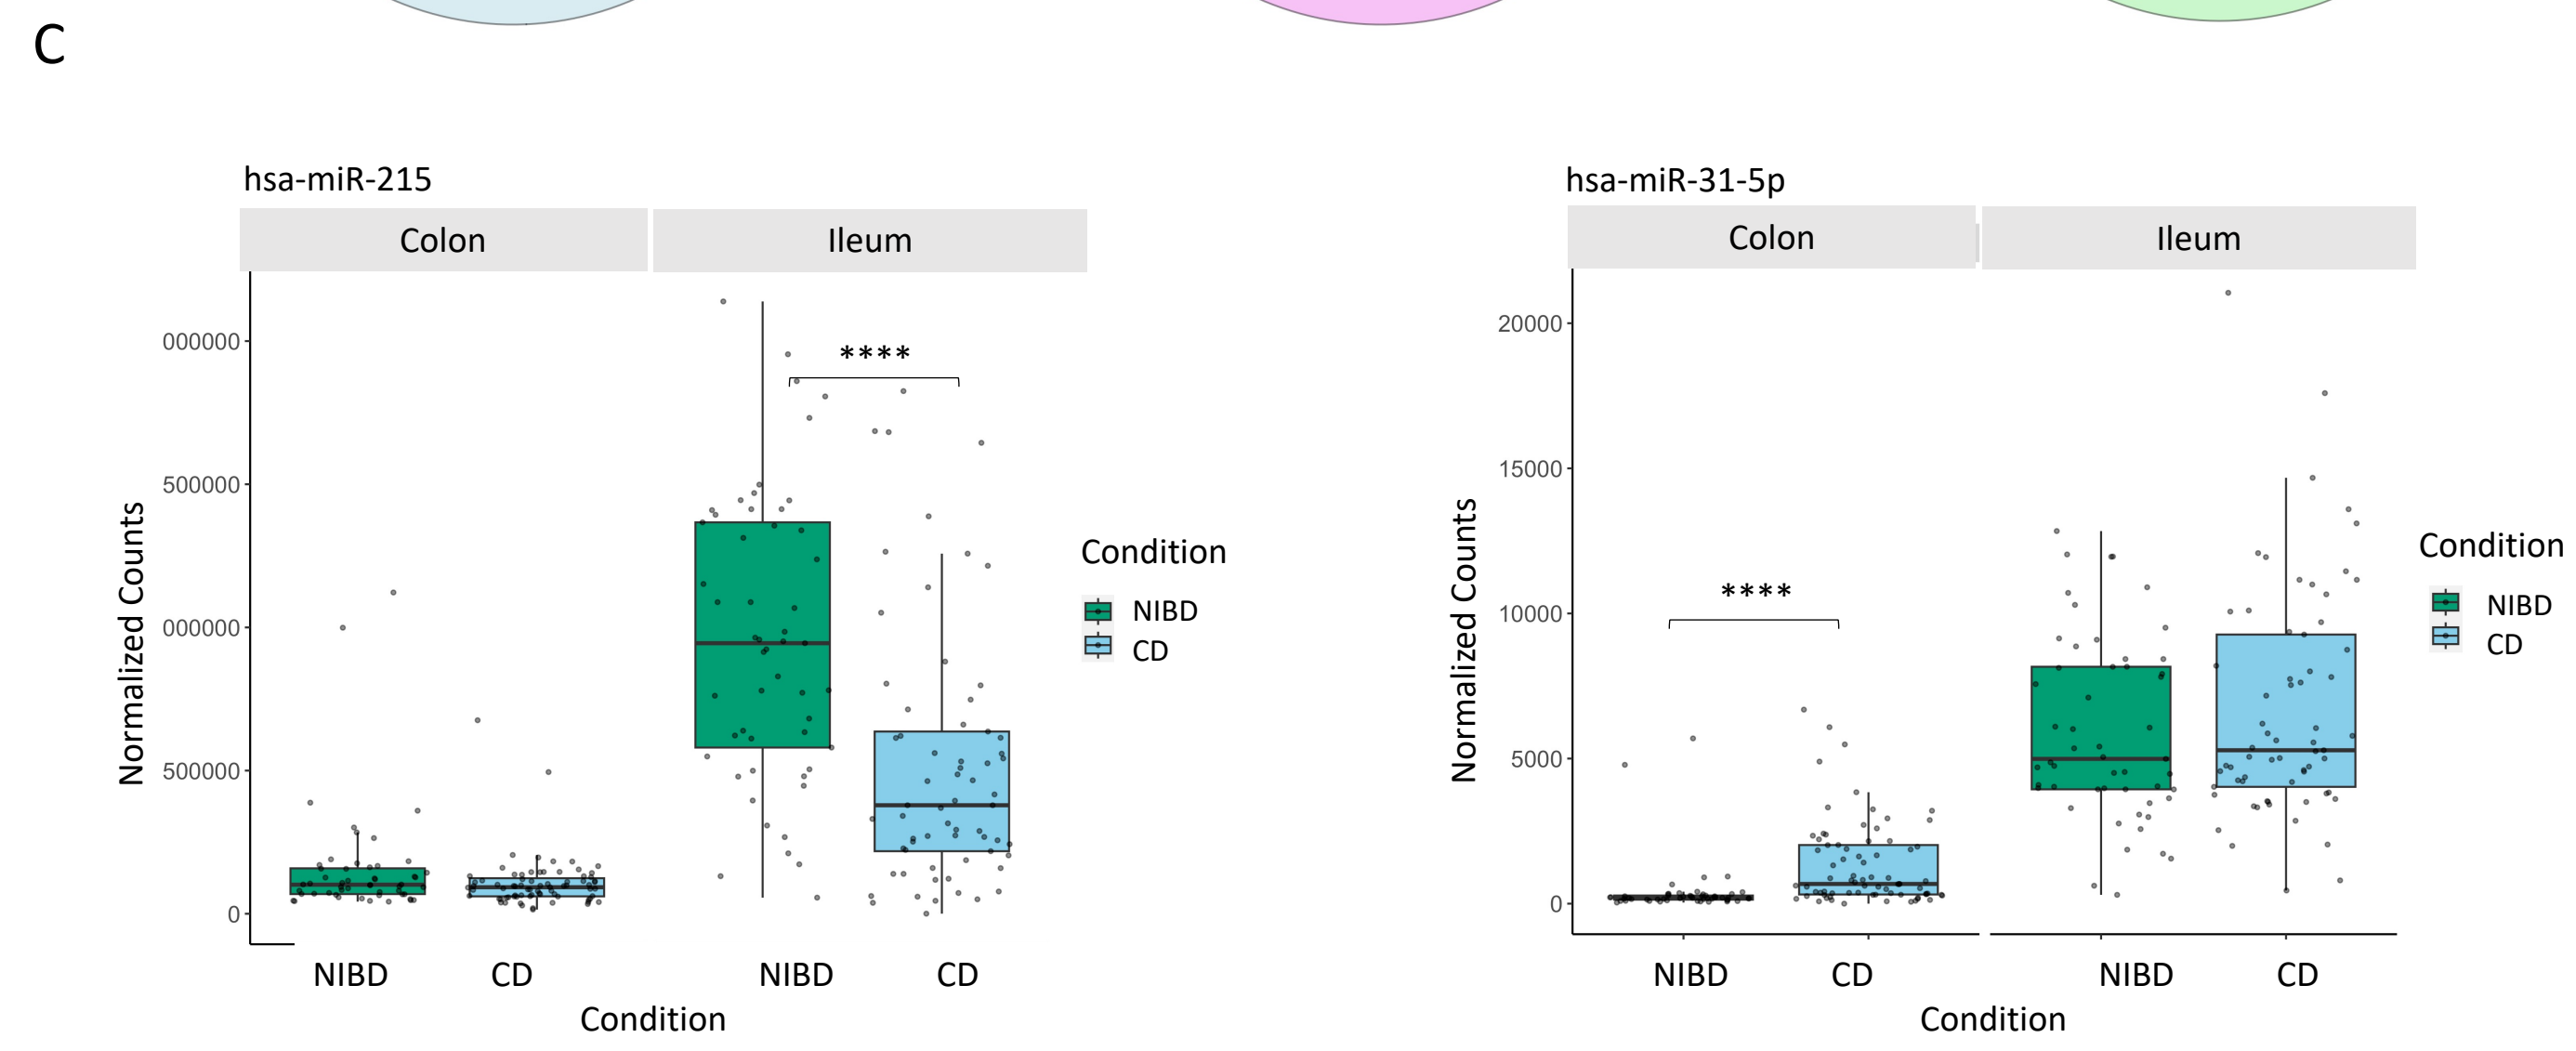 C
hsa-miR-215
Colon
Ileum
000000
500000
000000
500000
0
Normalized Counts
****
NIBD
CD
NIBD
CD
Condition
Condition
NIBD
CD
hsa-miR-31-5p
Colon
Ileum
20000
15000
10000
5000
0
Normalized Counts
****
NIBD
CD
NIBD
CD
Condition
Condition
NIBD
CD